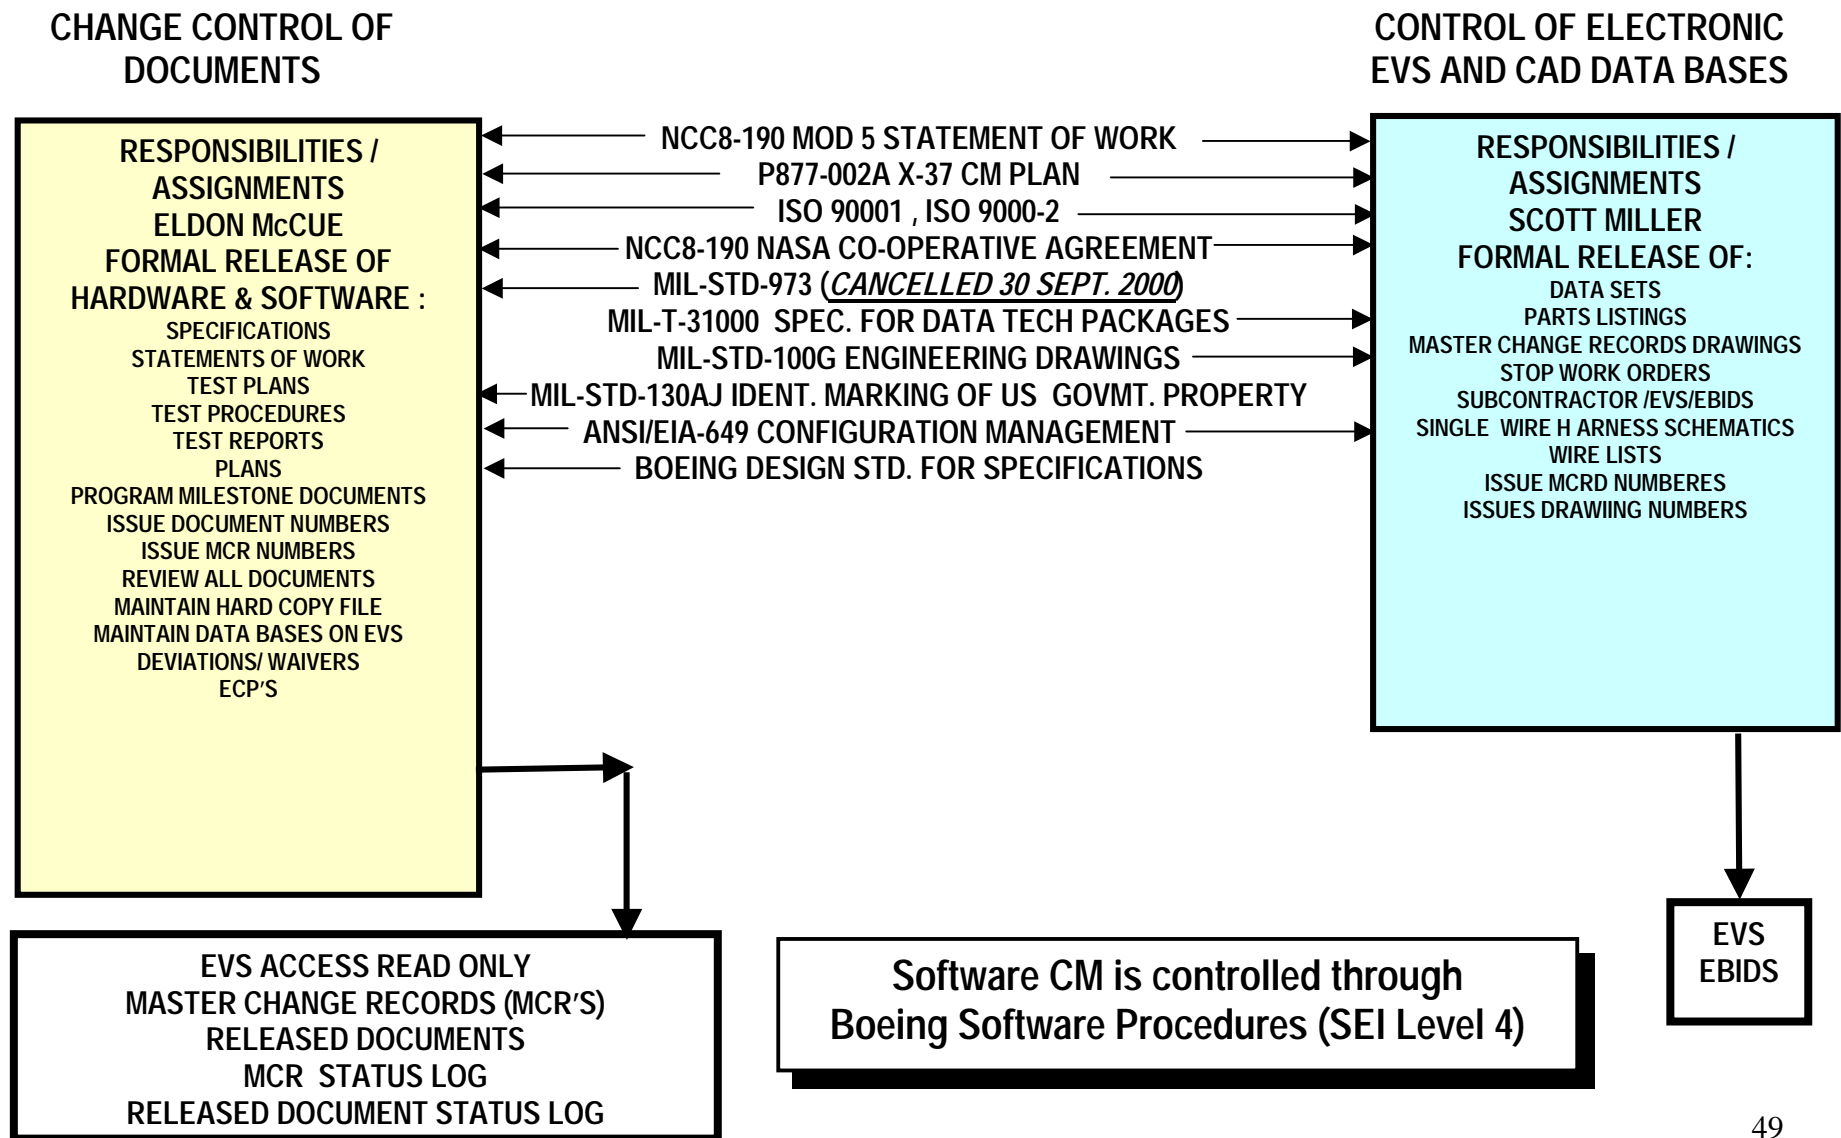 CHANGE CONTROL OF
DOCUMENTS
CONTROL OF ELECTRONIC
EVS AND CAD DATA BASES
RESPONSIBILITIES /
ASSIGNMENTS
ELDON McCUE
FORMAL RELEASE OF
HARDWARE & SOFTWARE :
SPECIFICATIONS
STATEMENTS OF WORK
TEST PLANS
TEST PROCEDURES
TEST REPORTS
PLANS
PROGRAM MILESTONE DOCUMENTS
ISSUE DOCUMENT NUMBERS
ISSUE MCR NUMBERS
REVIEW ALL DOCUMENTS
MAINTAIN HARD COPY FILE
MAINTAIN DATA BASES ON EVS
DEVIATIONS/ WAIVERS
ECP'S
NCC8-190 MOD 5 STATEMENT OF WORK
P877-002A X-37 CM PLAN
ISO 90001 , ISO 9000-2
NCC8-190 NASA CO-OPERATIVE AGREEMENT
MIL-STD-973 (CANCELLED 30 SEPT. 2000)
MIL-T-31000 SPEC. FOR DATA TECH PACKAGES
MIL-STD-100G ENGINEERING DRAWINGS
MIL-STD-130AJ IDENT. MARKING OF US GOVMT. PROPERTY
ANSI/EIA-649 CONFIGURATION MANAGEMENT
BOEING DESIGN STD. FOR SPECIFICATIONS
RESPONSIBILITIES /
ASSIGNMENTS
SCOTT MILLER
FORMAL RELEASE OF:
DATA SETS
PARTS LISTINGS
MASTER CHANGE RECORDS DRAWINGS
STOP WORK ORDERS
SUBCONTRACTOR /EVS/EBIDS
SINGLE WIRE H ARNESS SCHEMATICS
WIRE LISTS
ISSUE MCRD NUMBERES
ISSUES DRAWIING NUMBERS
EVS ACCESS READ ONLY
MASTER CHANGE RECORDS (MCR'S)
RELEASED DOCUMENTS
MCR STATUS LOG
RELEASED DOCUMENT STATUS LOG
Software CM is controlled through
Boeing Software Procedures (SEI Level 4)
EVS
EBIDS
49